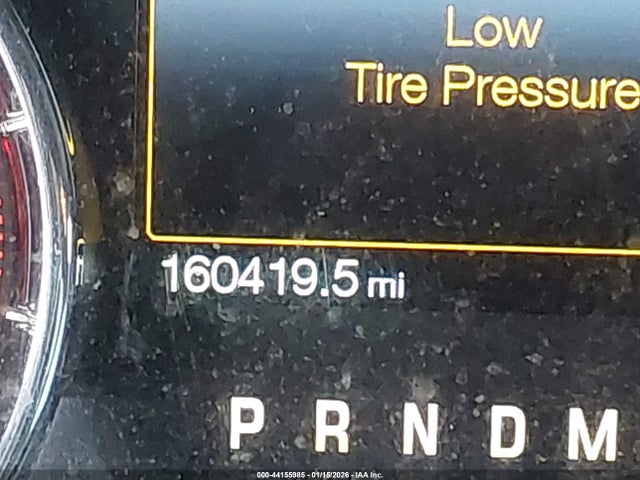 Low
Tire Pressure
160419.5 mi
P R N D M
000-44155985 - 01/15/2026 - IAA Inc.